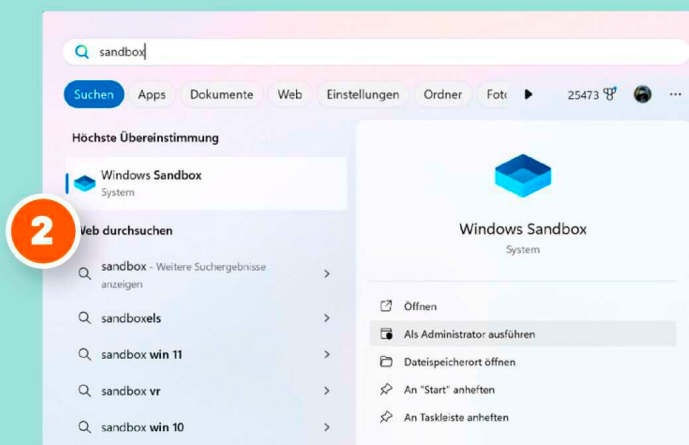 sandbox
Suchen Apps Dokumente Web Einstellungen Ordner 25473
Höchste Übereinstimmung
Windows Sandbox
System
2
Web durchsuchen
sandbox - Weitere Suchergebnisse
anzeigen
sandboxels
sandbox win 11
sandbox vr
sandbox win 10
Windows Sandbox
System
Öffnen
Als Administrator ausführen
Dateispeicherort öffnen
An "Start" anheften
An Taskleiste anheften